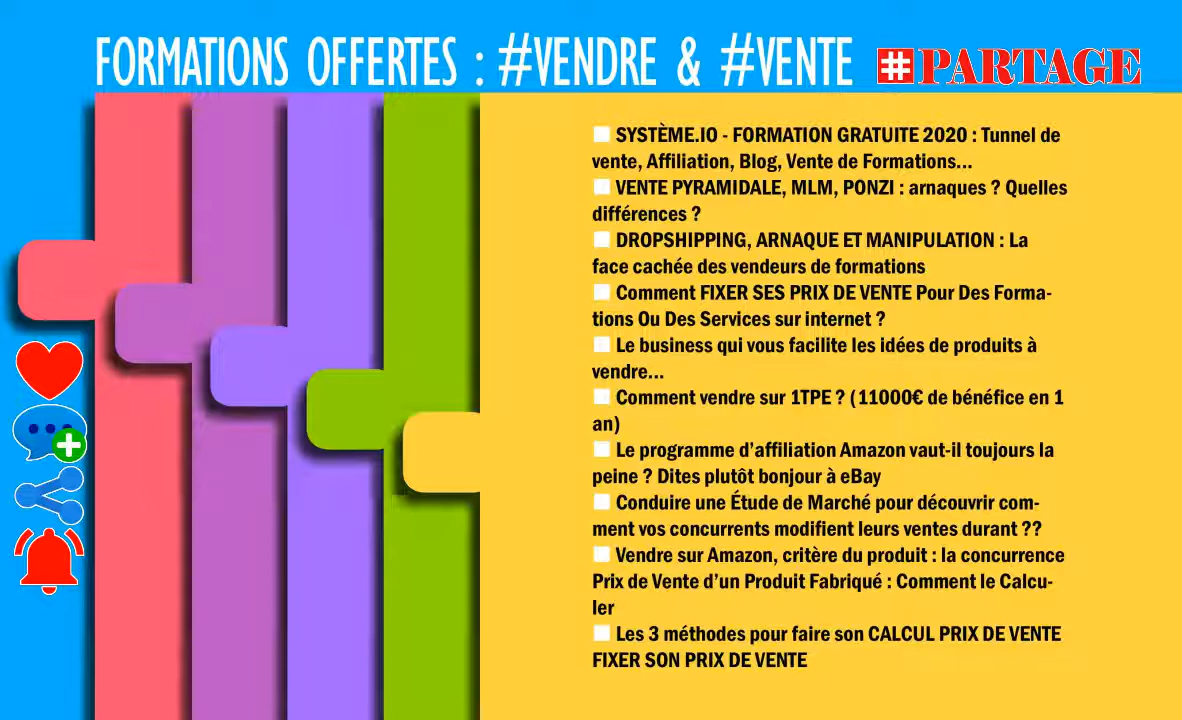 FORMATIONS OFFERTES : #VENDRE & #VENTE #PARTAGE
SYSTÈME.IO - FORMATION GRATUITE 2020 : Tunnel de
vente, Affiliation, Blog, Vente de Formations...
VENTE PYRAMIDALE, MLM, PONZI : arnaques ? Quelles
différences ?
DROPSHIPPING, ARNAQUE ET MANIPULATION : La
face cachée des vendeurs de formations
Comment FIXER SES PRIX DE VENTE Pour Des Forma-
tions Ou Des Services sur internet ?
Le business qui vous facilite les idées de produits à
vendre...
Comment vendre sur 1TPE ? (11000€ de bénéfice en 1
an)
Le programme d'affiliation Amazon vaut-il toujours la
peine ? Dites plutôt bonjour à eBay
Conduire une Étude de Marché pour découvrir com-
ment vos concurrents modifient leurs ventes durant ??
Vendre sur Amazon, critère du produit : la concurrence
Prix de Vente d'un Produit Fabriqué : Comment le Calcu-
ler
Les 3 méthodes pour faire son CALCUL PRIX DE VENTE
FIXER SON PRIX DE VENTE